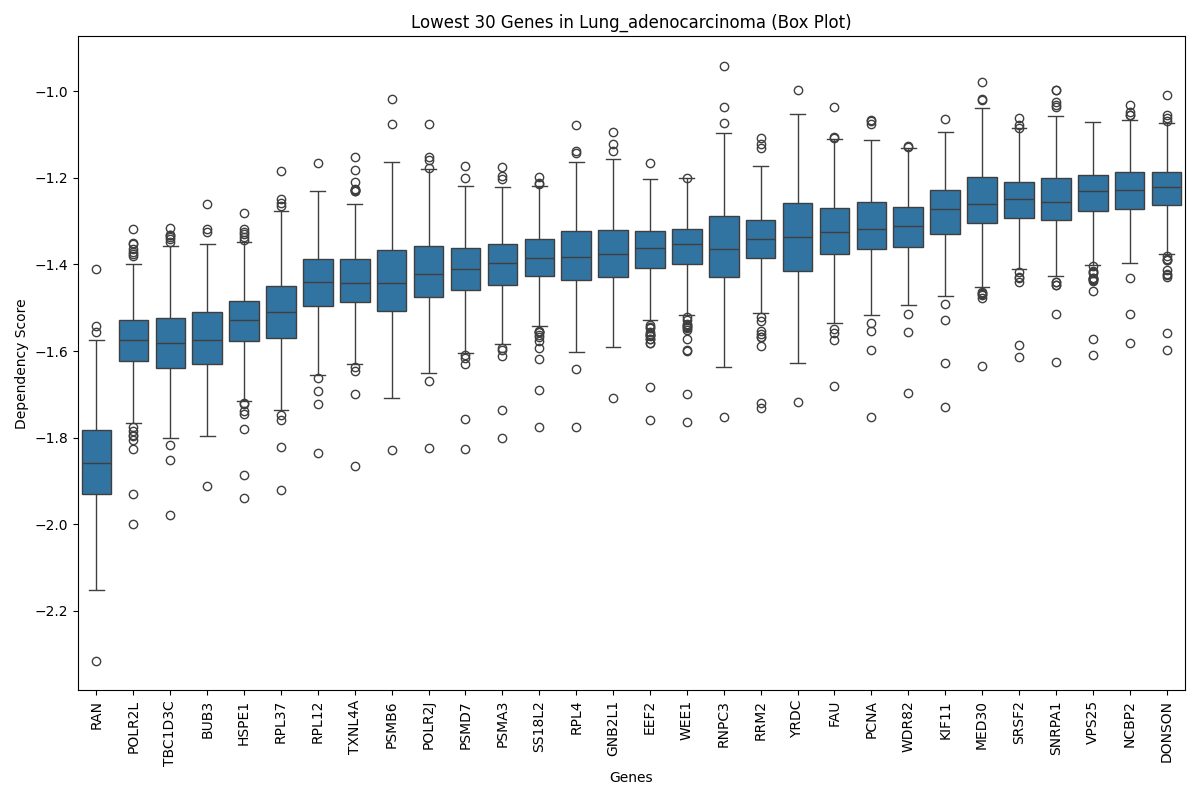 Lowest 30 Genes in Lung_adenocarcinoma (Box Plot)
Dependency Score
−1.0
−1.2
−1.4
−1.6
−1.8
−2.0
−2.2
RAN
POLR2L
TBC1D3C
BUB3
HSPE1
RPL37
RPL12
TXNL4A
PSMB6
POLR2J
PSMD7
PSMA3
SS18L2
RPL4
GNB2L1
EEF2
WEE1
RNPC3
RRM2
YRDC
FAU
PCNA
WDR82
KIF11
MED30
SRSF2
SNRPA1
VPS25
NCBP2
DONSON
Genes